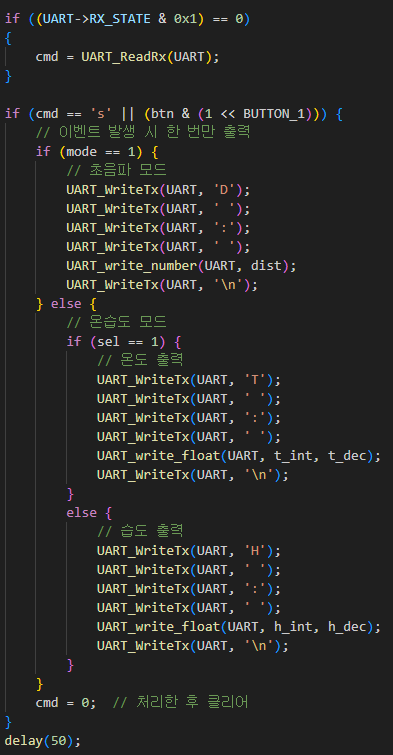 if ((UART->RX_STATE & 0x1) == 0)
{
    cmd = UART_ReadRx(UART);
}

if (cmd == 's' || (btn & (1 << BUTTON_1))) {
    // 이벤트 발생 시 한 번만 출력
    if (mode == 1) {
        // 초음파 모드
        UART_WriteTx(UART, 'D');
        UART_WriteTx(UART, ' ');
        UART_WriteTx(UART, ':');
        UART_WriteTx(UART, ' ');
        UART_write_number(UART, dist);
        UART_WriteTx(UART, '\n');
    } else {
        // 온습도 모드
        if (sel == 1) {
            // 온도 출력
            UART_WriteTx(UART, 'T');
            UART_WriteTx(UART, ' ');
            UART_WriteTx(UART, ':');
            UART_WriteTx(UART, ' ');
            UART_write_float(UART, t_int, t_dec);
            UART_WriteTx(UART, '\n');
        }
        else {
            // 습도 출력
            UART_WriteTx(UART, 'H');
            UART_WriteTx(UART, ' ');
            UART_WriteTx(UART, ':');
            UART_WriteTx(UART, ' ');
            UART_write_float(UART, h_int, h_dec);
            UART_WriteTx(UART, '\n');
        }
    }
    cmd = 0;  // 처리한 후 클리어
}
delay(50);